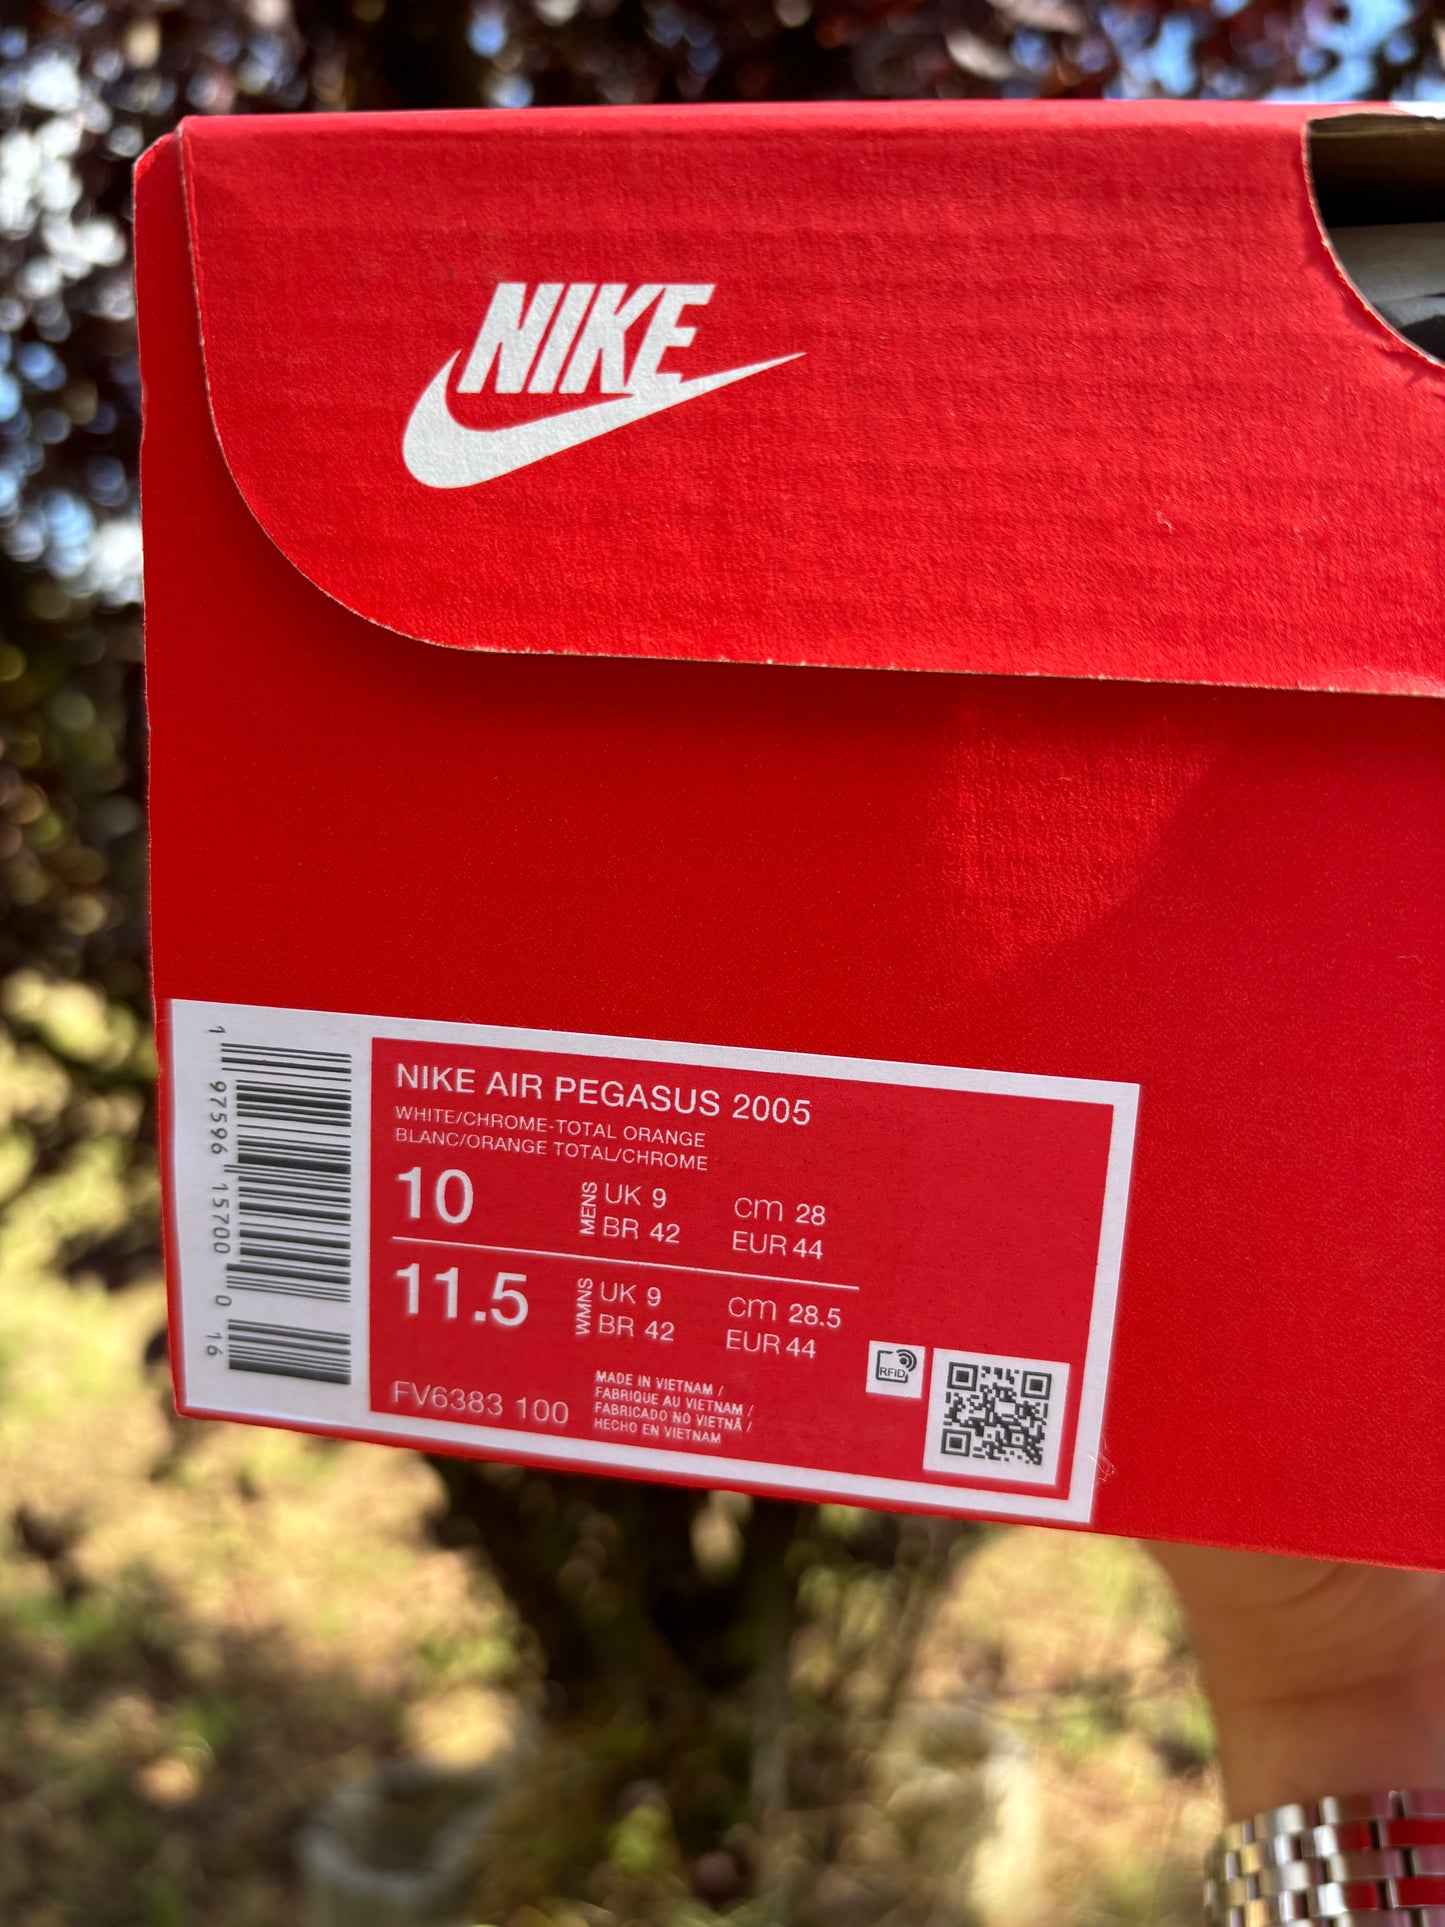 NIKE
NIKE AIR PEGASUS 2005
WHITE/CHROME-TOTAL ORANGE
BLANC/ORANGE TOTAL/CHROME
10 MENS UK 9 cm 28
BR 42 EUR 44
11.5 WMNS UK 9 cm 28.5
BR 42 EUR 44
FV6383 100
MADE IN VIETNAM /
FABRIQUE AU VIETNAM /
FABRICADO NO VIETNÃ /
HECHO EN VIETNAM
RFID
1 97596 15700 0 16